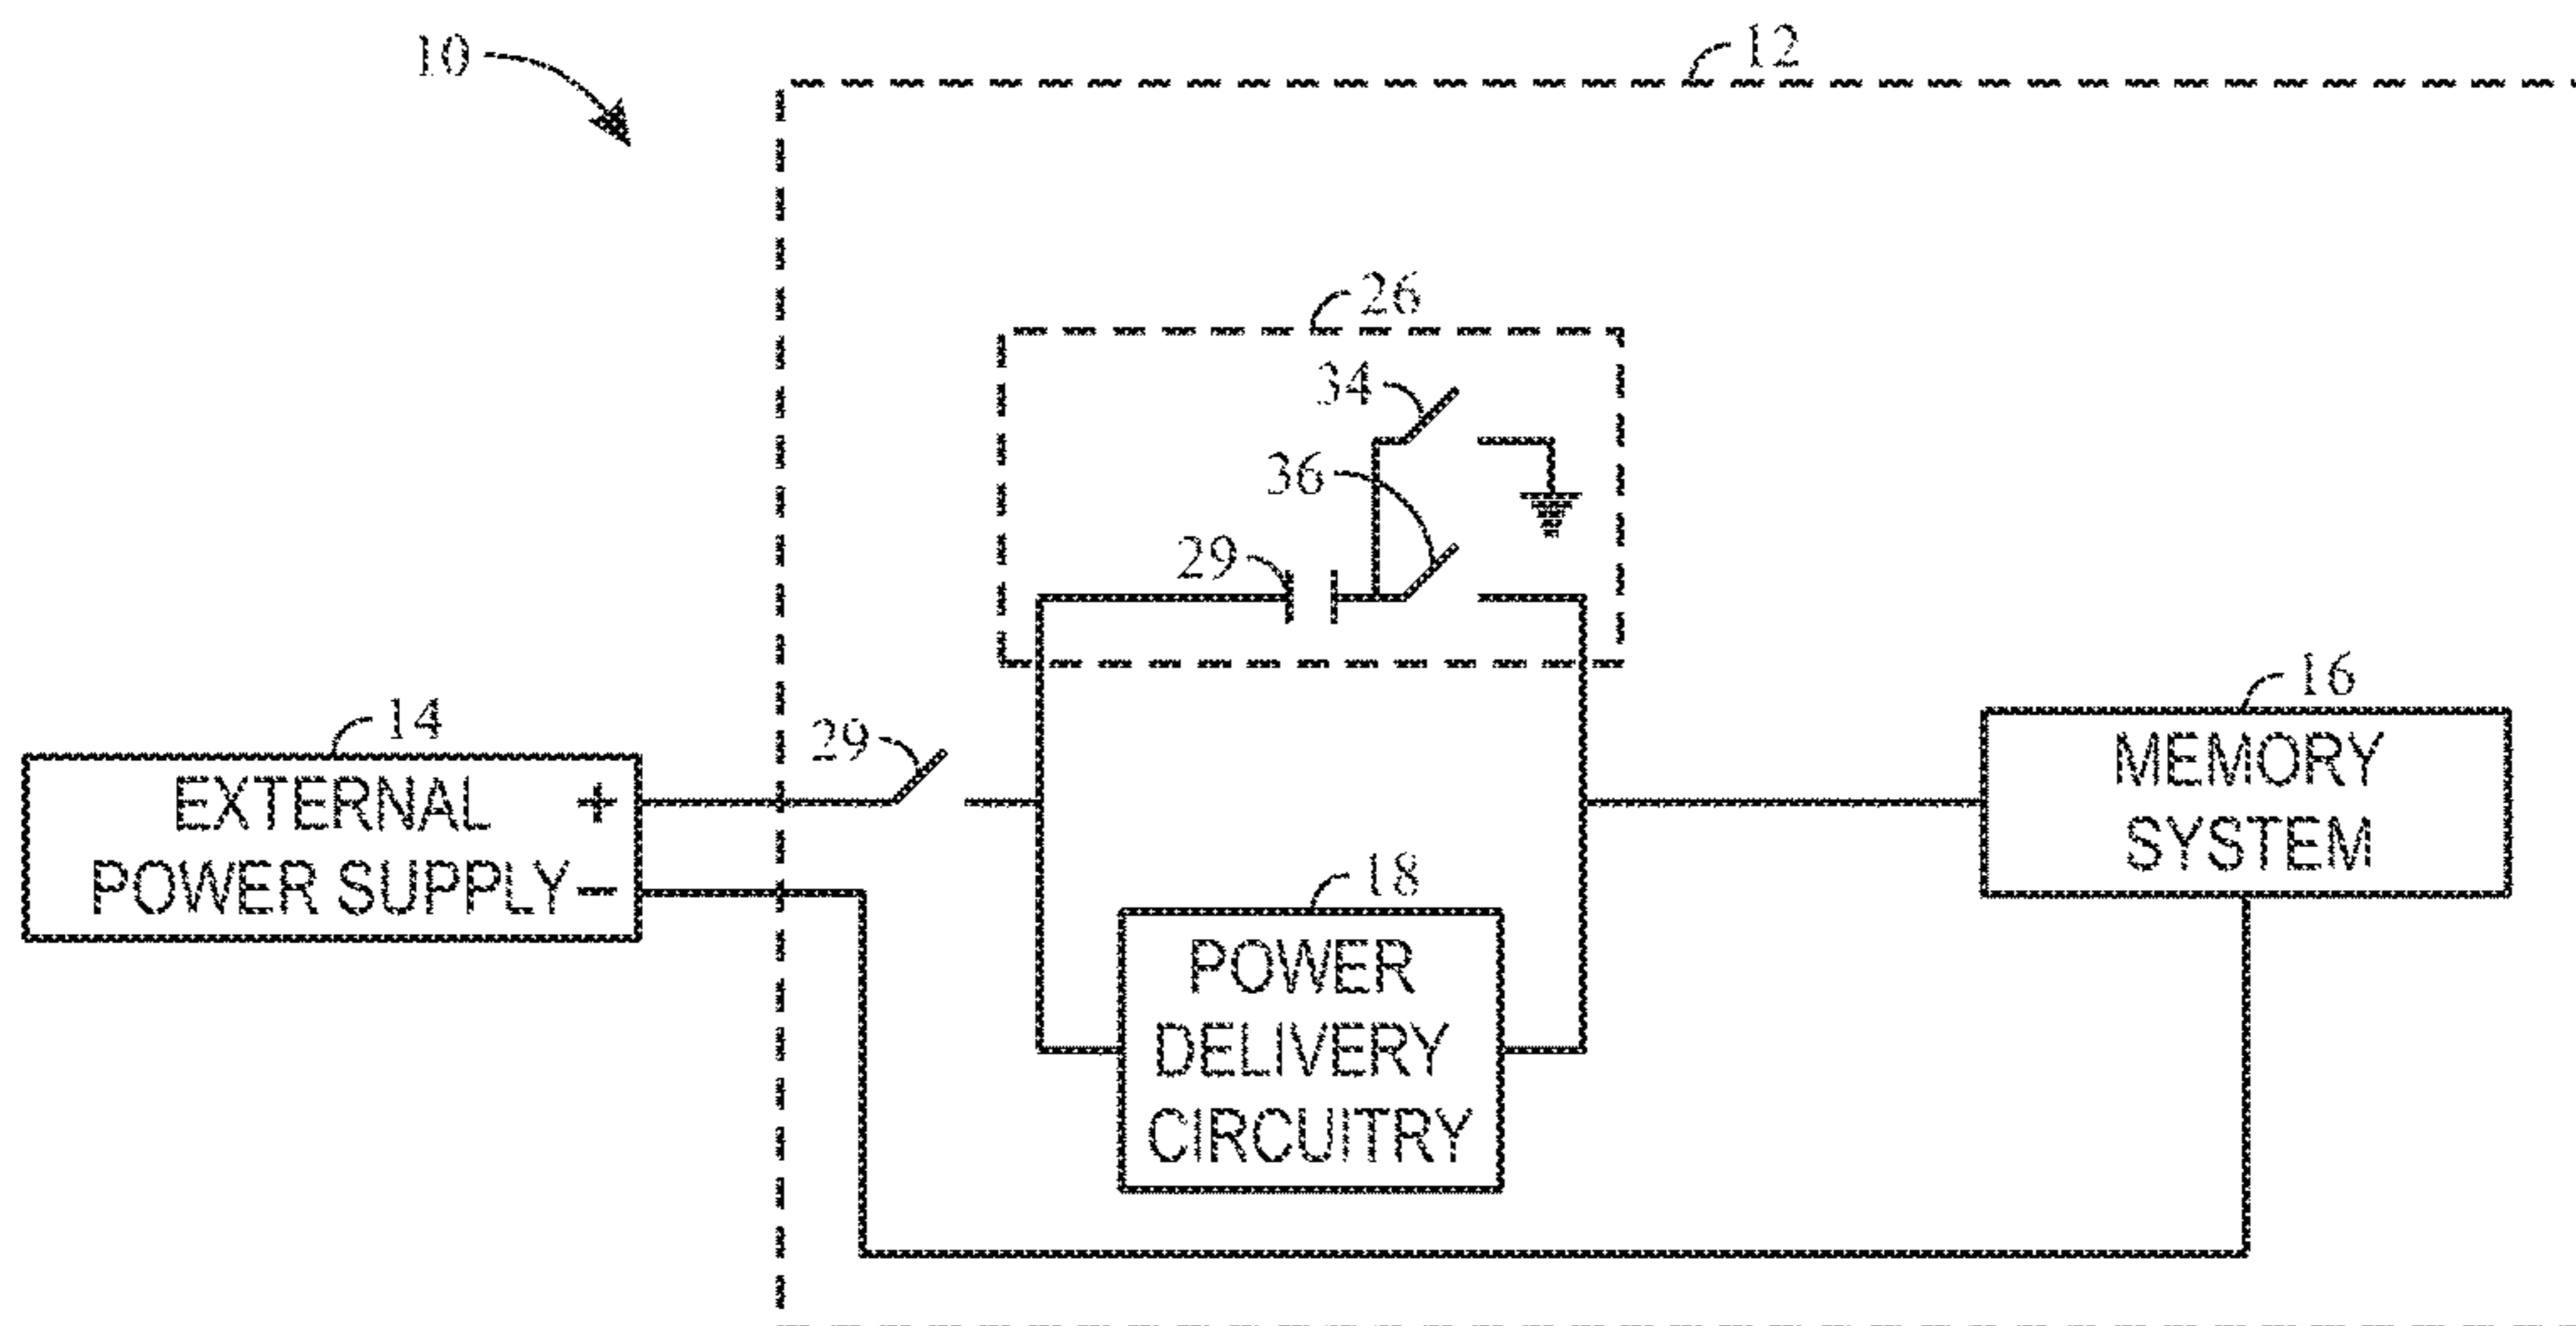 10
12
26
34
36
29
14
29
16
EXTERNAL +
POWER SUPPLY −
MEMORY
SYSTEM
18
POWER
DELIVERY
CIRCUITRY